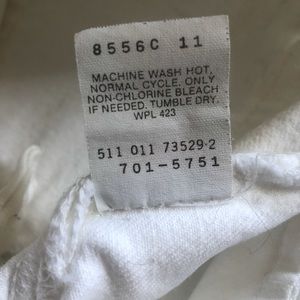 8556C 11
MACHINE WASH HOT,
NORMAL CYCLE. ONLY
NON-CHLORINE BLEACH
IF NEEDED. TUMBLE DRY.
WPL 423
511 011 73529-2
701-5751